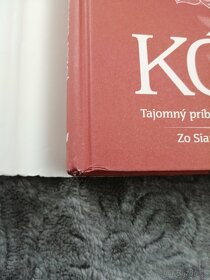 KÓ
Tajomný príb
Zo Sia